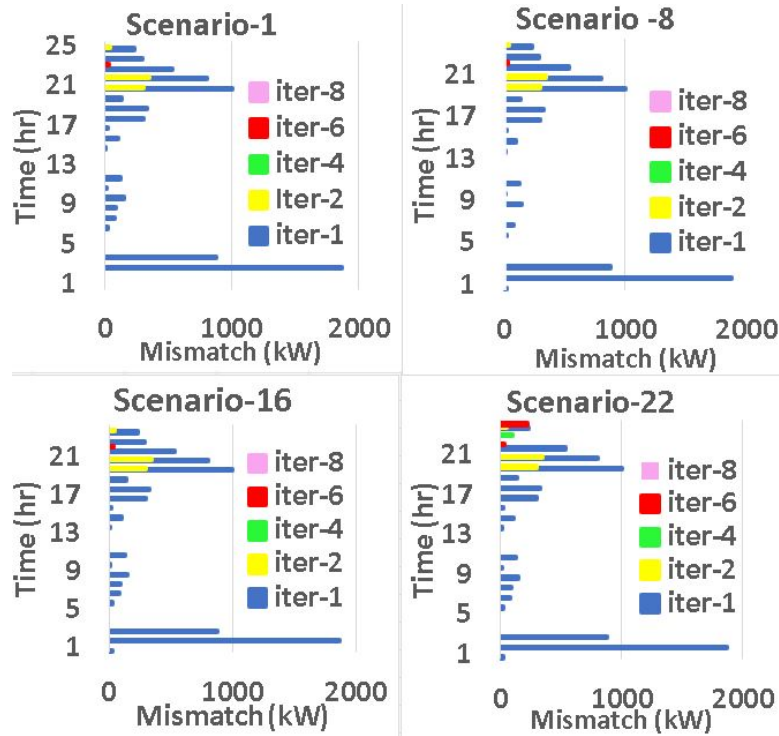 Scenario-1
Time (hr)
25
21
17
13
9
5
1
iter-8
iter-6
iter-4
Iter-2
iter-1
0 1000 2000
Mismatch (kW)
Scenario -8
Time (hr)
21
17
13
9
5
1
iter-8
iter-6
iter-4
iter-2
iter-1
0 1000 2000
Mismatch (kW)
Scenario-16
Time (hr)
21
17
13
9
5
1
iter-8
iter-6
iter-4
iter-2
iter-1
0 1000 2000
Mismatch (kW)
Scenario-22
Time (hr)
21
17
13
9
5
1
iter-8
iter-6
iter-4
iter-2
iter-1
0 1000 2000
Mismatch (kW)